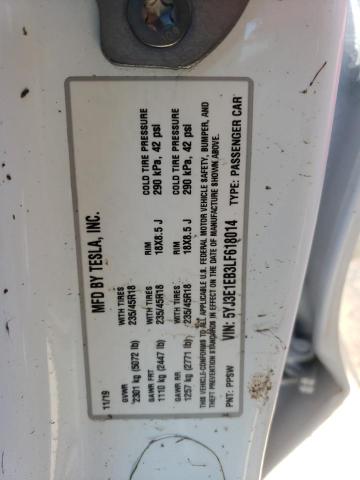 MFD BY TESLA, INC.
11/19
GVWR WITH TIRES RIM COLD TIRE PRESSURE
2301 kg (5072 lb) 235/45R18 18X8.5 J 290 kPa, 42 psi
GAWR FRT WITH TIRES RIM COLD TIRE PRESSURE
1110 kg (2447 lb) 235/45R18 18X8.5 J 290 kPa, 42 psi
GAWR RR WITH TIRES
1257 kg (2771 lb) 235/45R18
THIS VEHICLE CONFORMS TO ALL APPLICABLE U.S. FEDERAL MOTOR VEHICLE SAFETY, BUMPER, AND
THEFT PREVENTION STANDARDS IN EFFECT ON THE DATE OF MANUFACTURE SHOWN ABOVE.
VIN: 5YJ3E1EB3LF618014 TYPE: PASSENGER CAR
PNT: PPSW